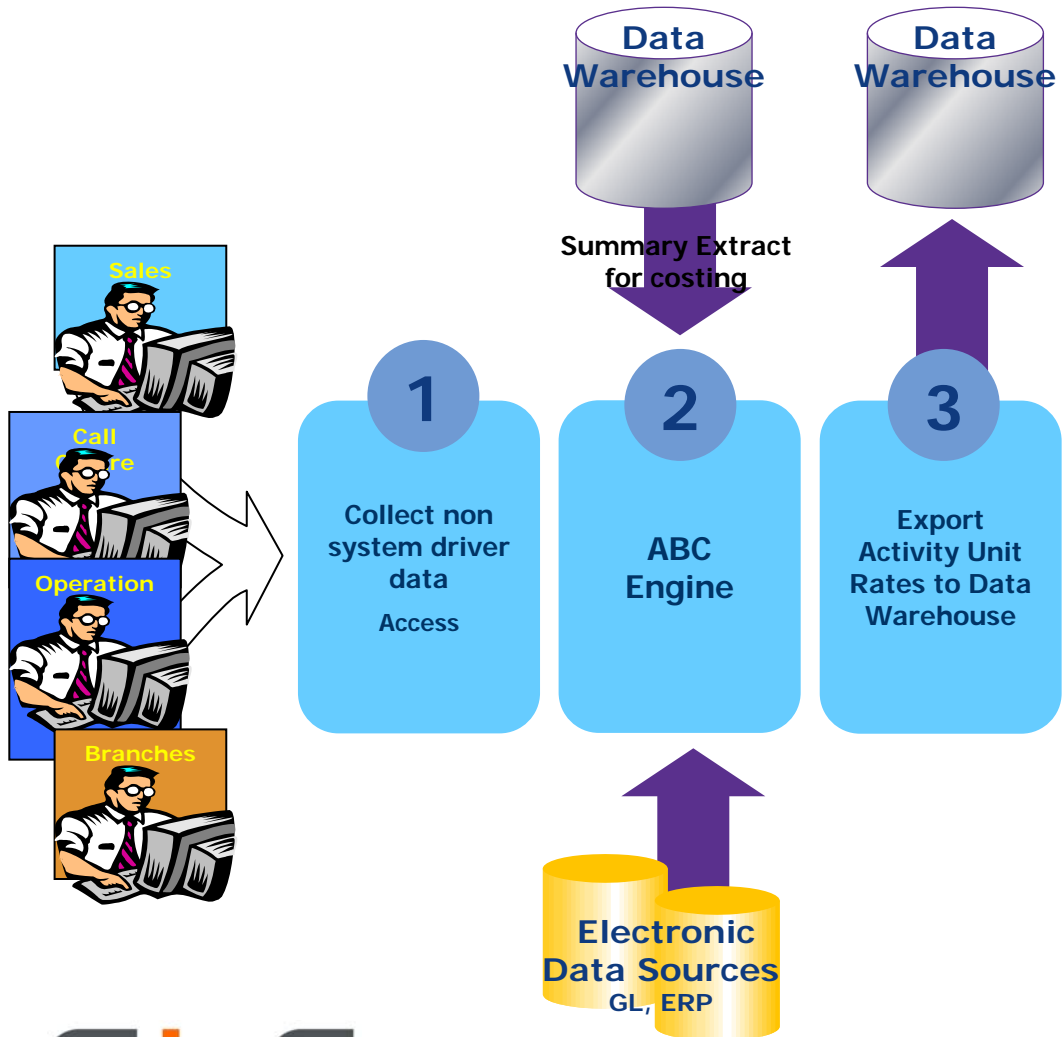 Data
Warehouse
Data
Warehouse
Summary Extract
for costing
Sales
Call
Operation
Branches
1
Collect non
system driver
data
Access
2
ABC
Engine
3
Export
Activity Unit
Rates to Data
Warehouse
Electronic
Data Sources
GL, ERP